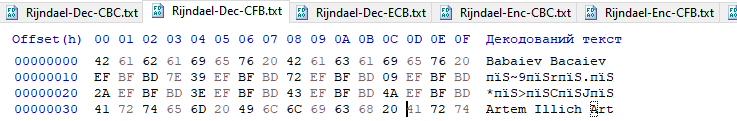 Rijndael-Dec-CBC.txt Rijndael-Dec-CFB.txt Rijndael-Dec-ECB.txt Rijndael-Enc-CBC.txt Rijndael-Enc-CFB.txt
Offset(h) 00 01 02 03 04 05 06 07 08 09 0A 0B 0C 0D 0E 0F Декодований текст
00000000 42 61 62 61 69 65 76 20 42 61 63 61 69 65 76 20 Babaiev Bacaiev
00000010 EF BF BD 7E 39 EF BF BD 72 EF BF BD 09 EF BF BD пїЅ~9пїЅrпїЅ.пїЅ
00000020 2A EF BF BD 3E EF BF BD 43 EF BF BD 4A EF BF BD *пїЅ>пїЅCпїЅJпїЅ
00000030 41 72 74 65 6D 20 49 6C 6C 69 63 68 20 41 72 74 Artem Illich Art